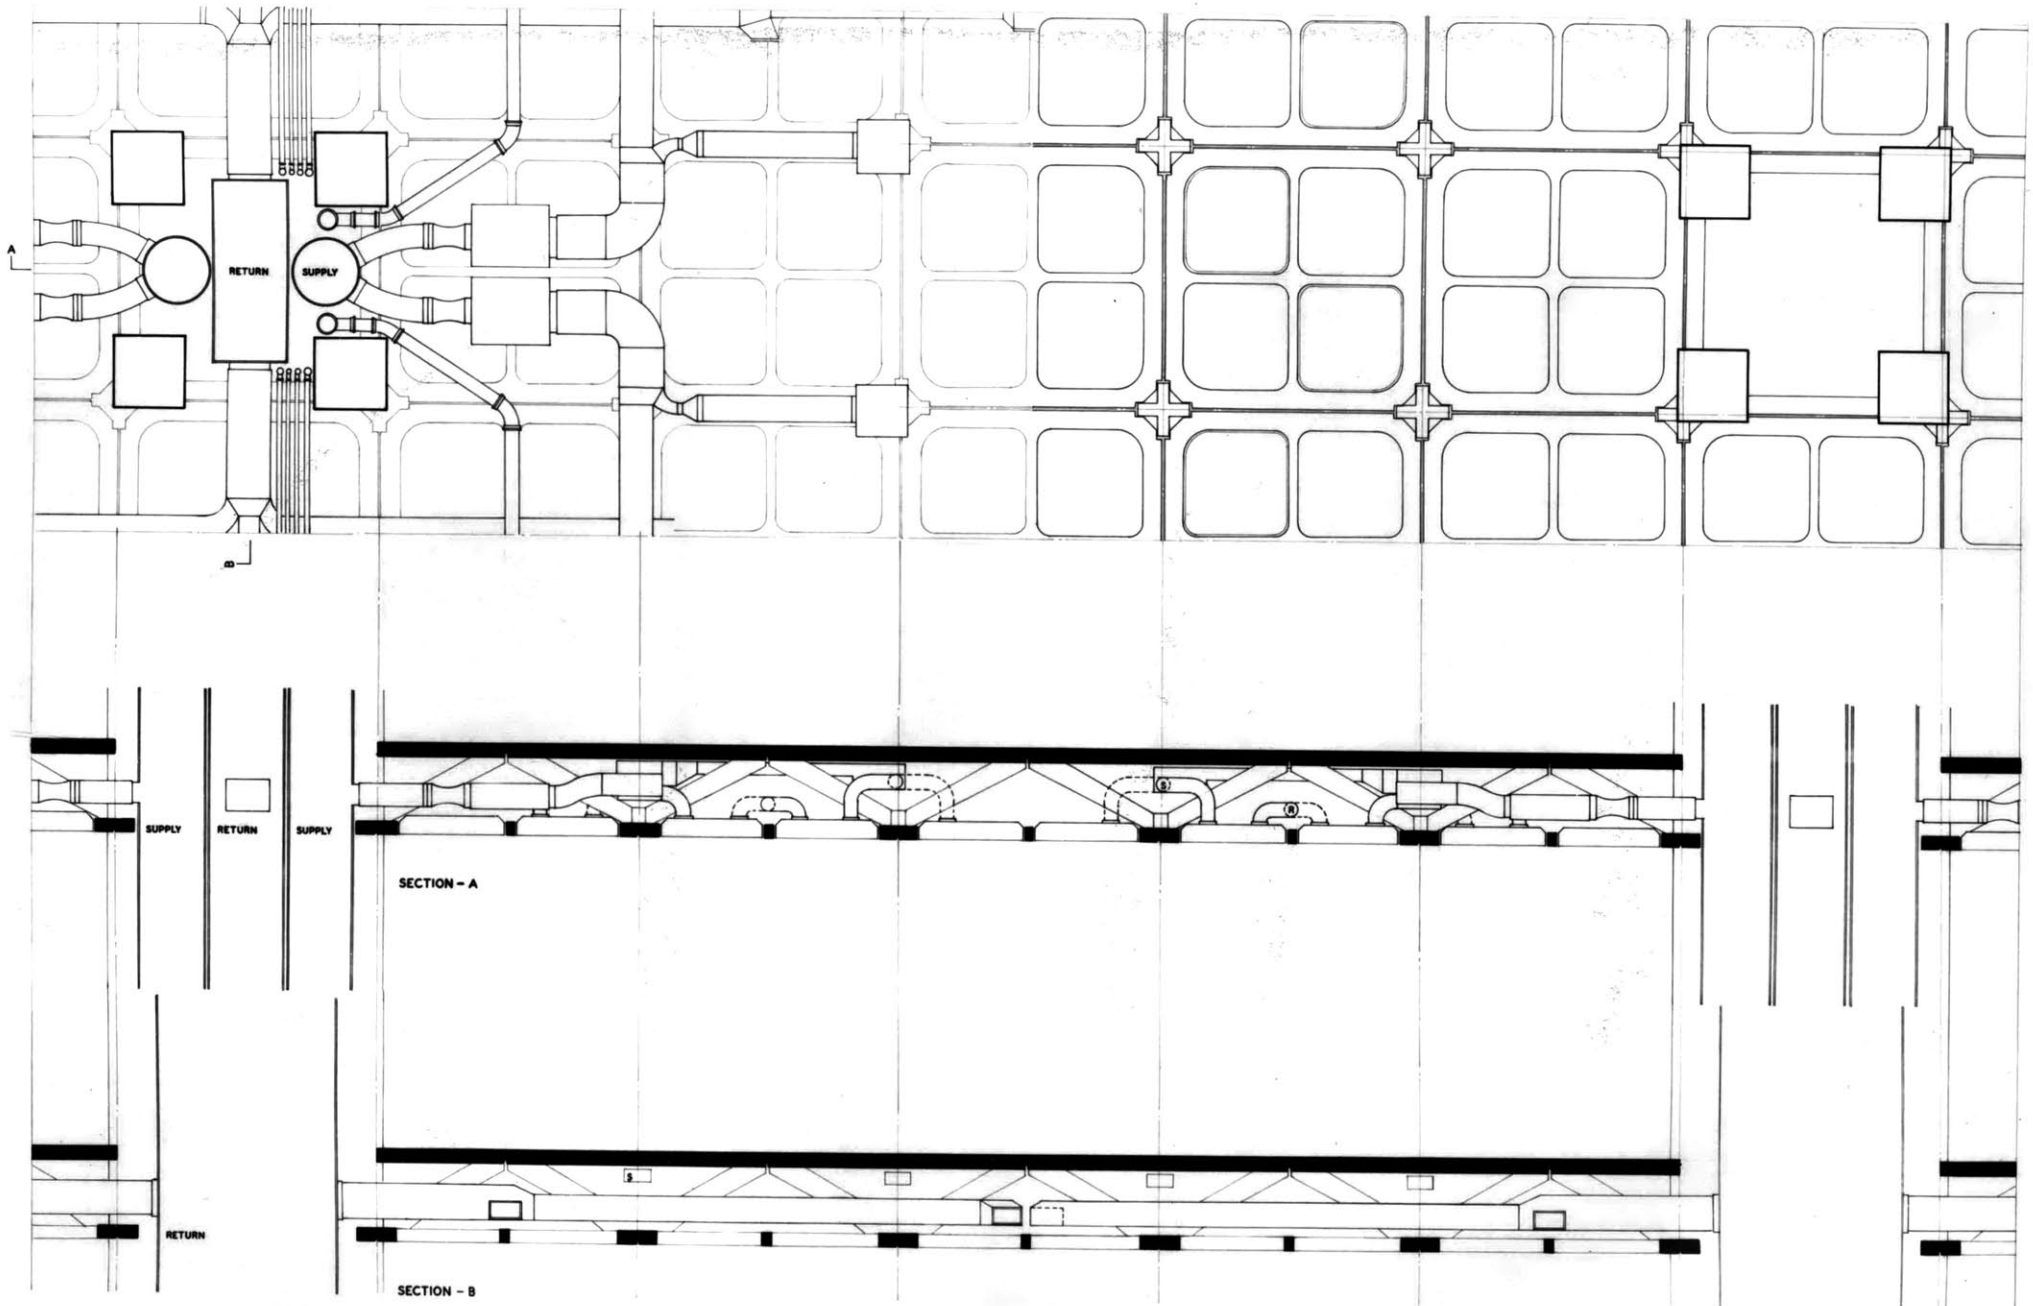 A
RETURN
SUPPLY
B
SUPPLY
RETURN
SUPPLY
S
R
SECTION - A
S
RETURN
SECTION - B